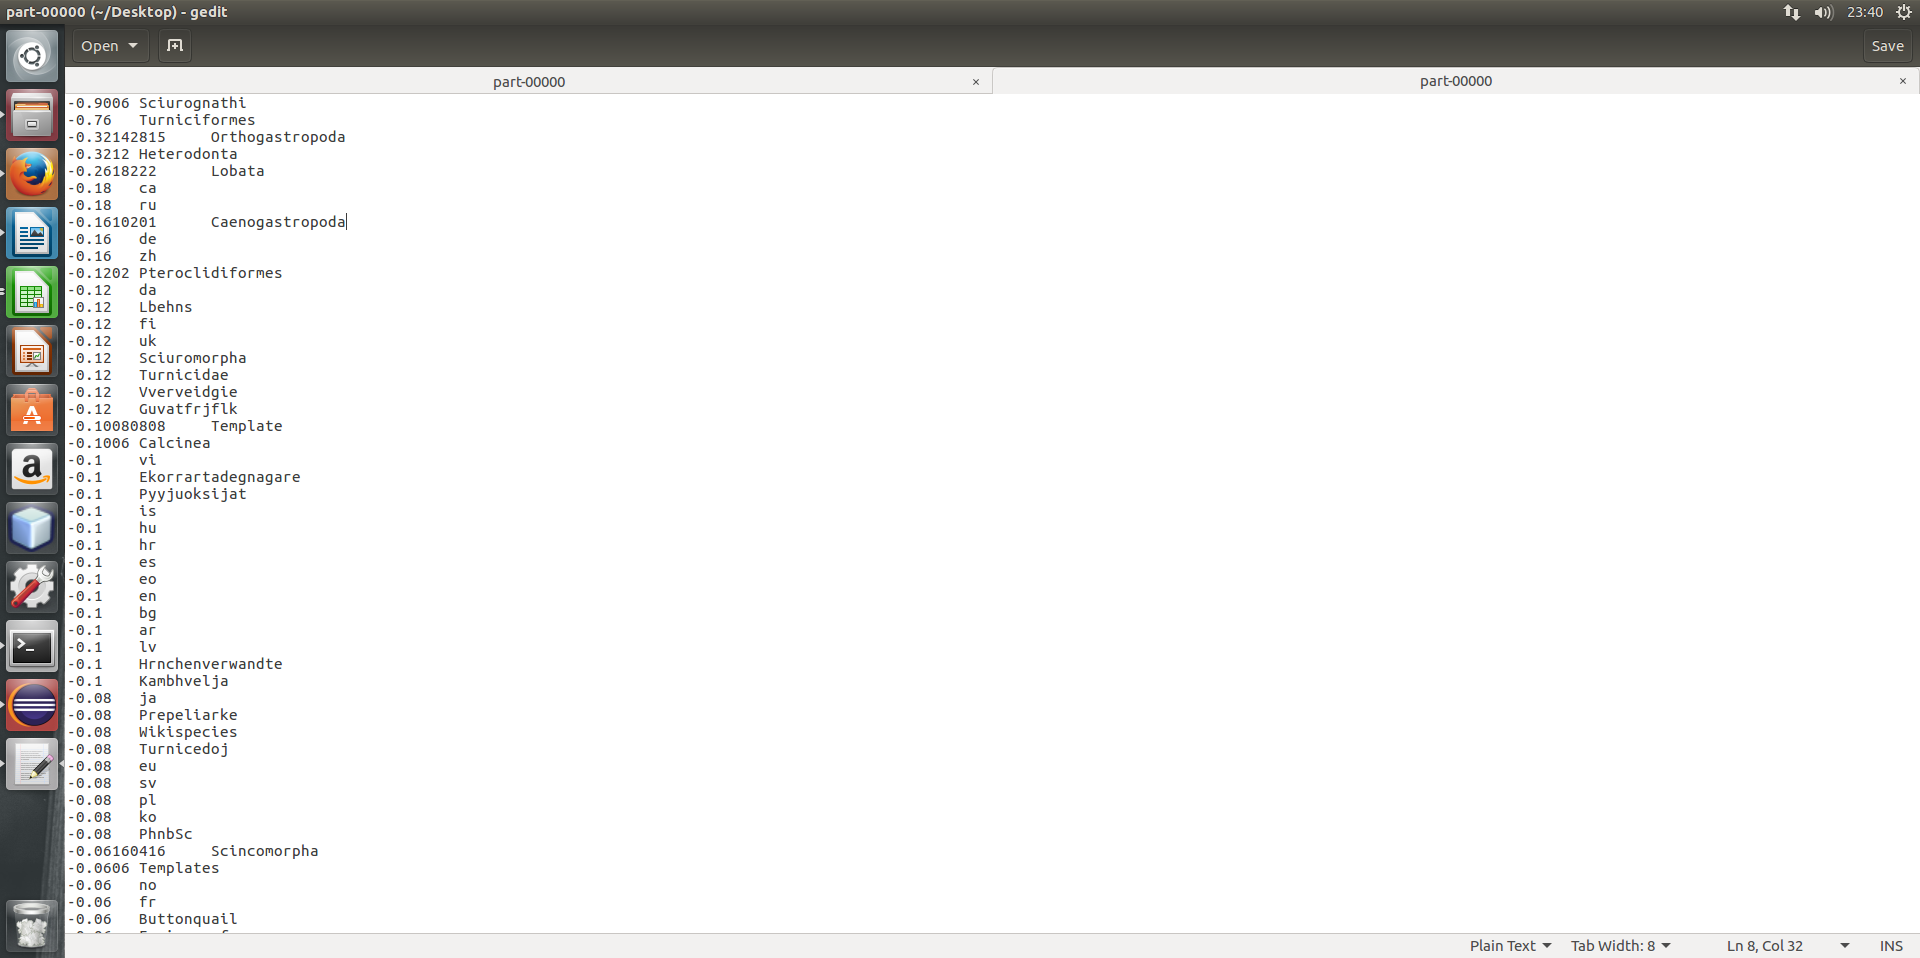 part-00000 (~/Desktop) - gedit
23:40
Open
Save
part-00000 ×
part-00000 ×
-0.9006 Sciurognathi
-0.76 Turniciformes
-0.32142815 Orthogastropoda
-0.3212 Heterodonta
-0.2618222 Lobata
-0.18 ca
-0.18 ru
-0.1610201 Caenogastropoda
-0.16 de
-0.16 zh
-0.1202 Pteroclidiformes
-0.12 da
-0.12 Lbehns
-0.12 fi
-0.12 uk
-0.12 Sciuromorpha
-0.12 Turnicidae
-0.12 Vverveidgie
-0.12 Guvatfrjflk
-0.10080808 Template
-0.1006 Calcinea
-0.1 vi
-0.1 Ekorrartadegnagare
-0.1 Pyyjuoksijat
-0.1 is
-0.1 hu
-0.1 hr
-0.1 es
-0.1 eo
-0.1 en
-0.1 bg
-0.1 ar
-0.1 lv
-0.1 Hrnchenverwandte
-0.1 Kambhvelja
-0.08 ja
-0.08 Prepeliarke
-0.08 Wikispecies
-0.08 Turnicedoj
-0.08 eu
-0.08 sv
-0.08 pl
-0.08 ko
-0.08 PhnbSc
-0.06160416 Scincomorpha
-0.0606 Templates
-0.06 no
-0.06 fr
-0.06 Buttonquail
Plain Text
Tab Width: 8
Ln 8, Col 32
INS